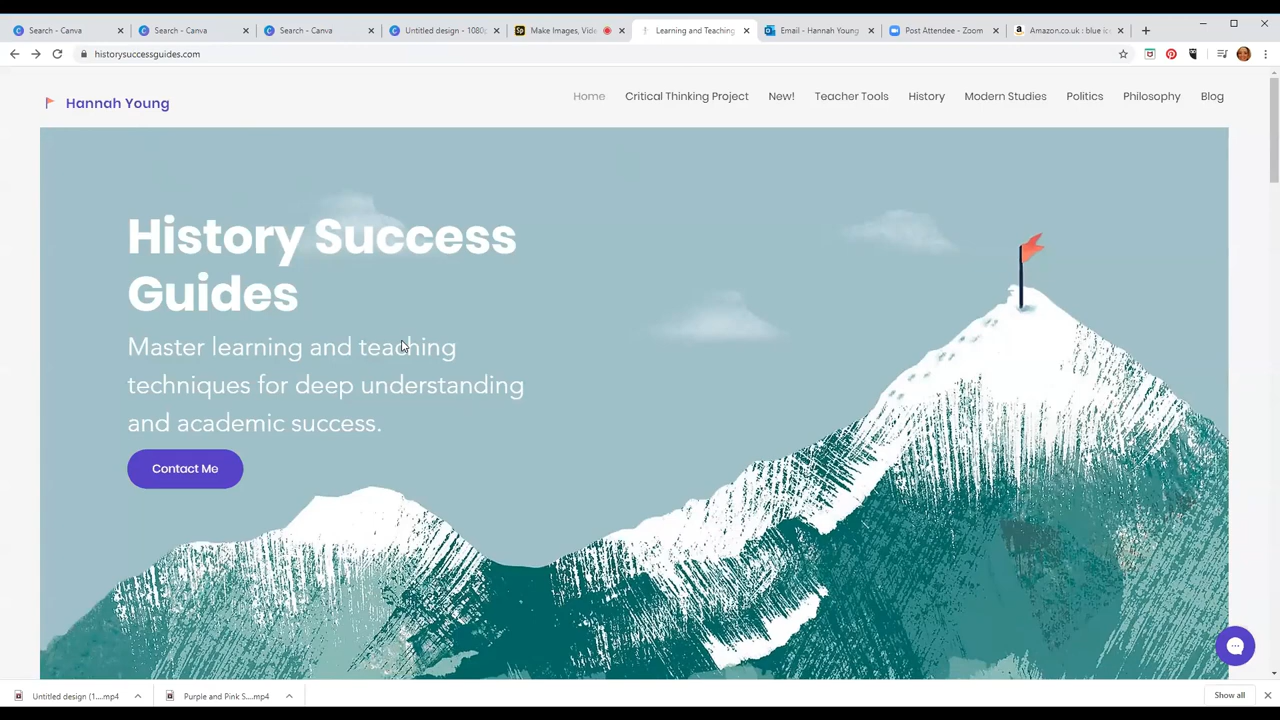 Search - Canva
Search - Canva
Search - Canva
Untitled design - 1080p
Make Images, Vide
Learning and Teaching
Email - Hannah Young
Post Attendee - Zoom
Amazon.co.uk : blue ic
historysuccessguides.com
Hannah Young
Home Critical Thinking Project New! Teacher Tools History Modern Studies Politics Philosophy Blog
History Success
Guides
Master learning and teaching
techniques for deep understanding
and academic success.
Contact Me
Untitled design (1....mp4
Purple and Pink S....mp4
Show all